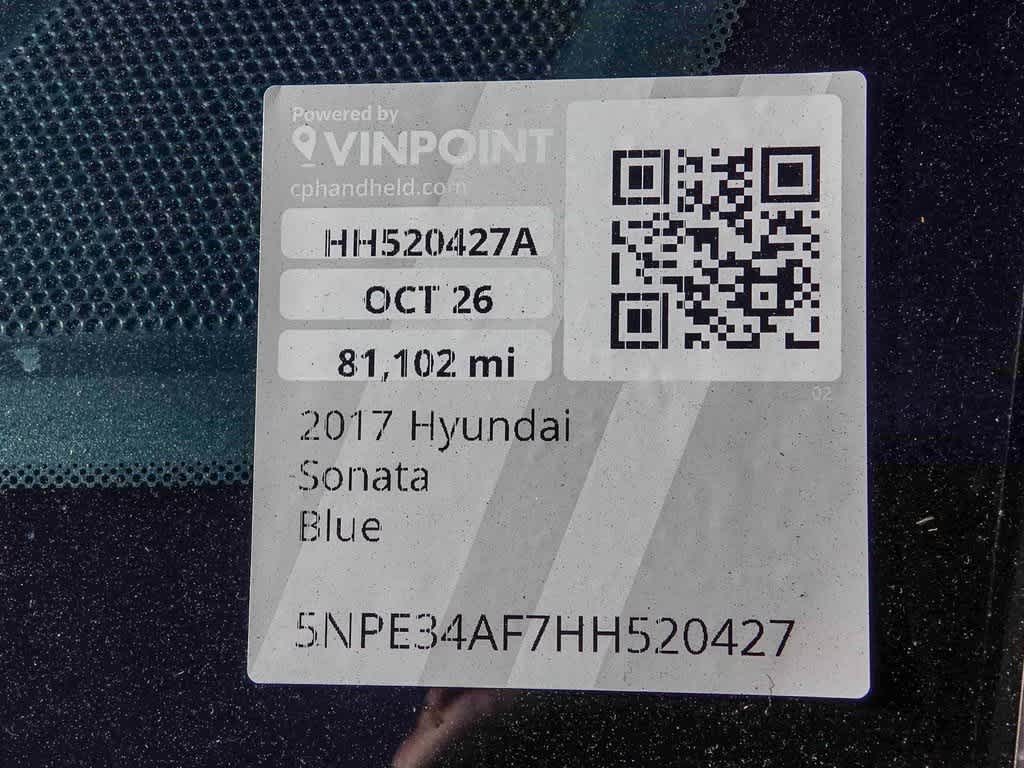 Powered by
VINPOINT
cphandheld.com
HH520427A
OCT 26
81,102 mi
02
2017 Hyundai
Sonata
Blue
5NPE34AF7HH520427